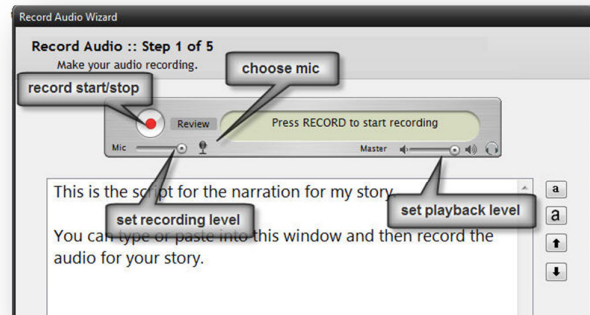 Record Audio Wizard
Record Audio :: Step 1 of 5
Make your audio recording.
choose mic
record start/stop
Review
Press RECORD to start recording
Mic
Master
This is the script for the narration for my story.
set recording level
set playback level
You can type or paste into this window and then record the
audio for your story.
a
a